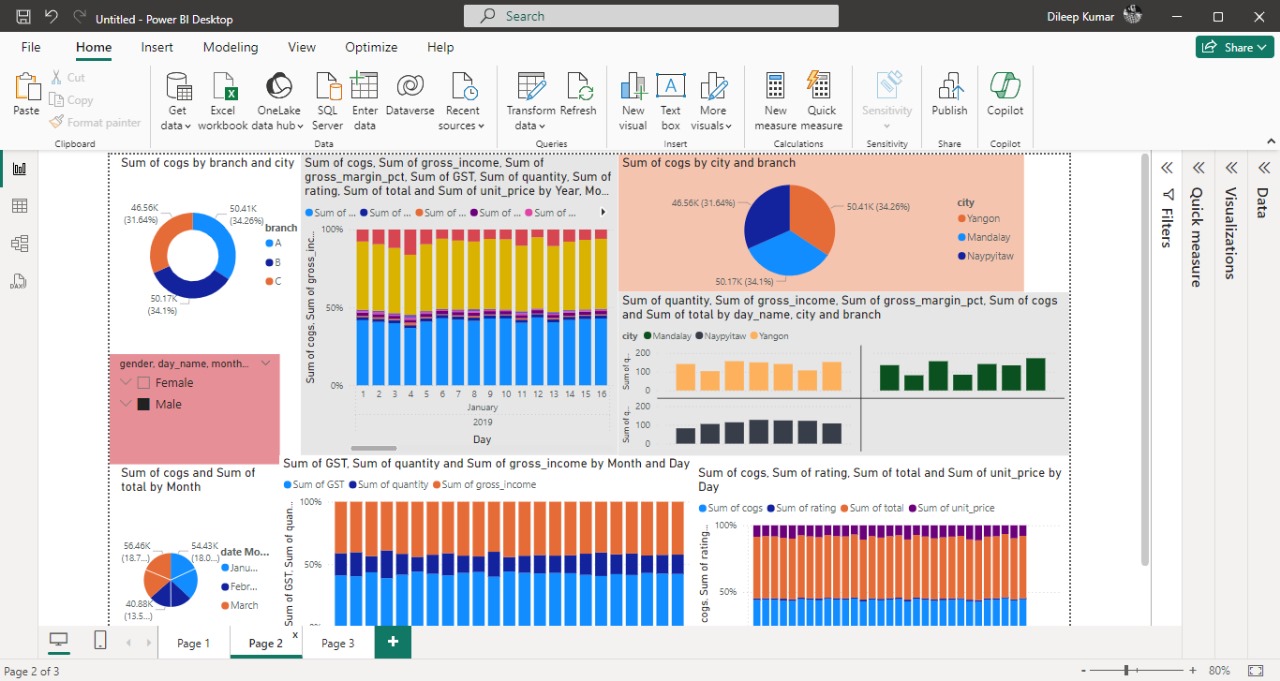 Untitled - Power BI Desktop
Search
Dileep Kumar
File Home Insert Modeling View Optimize Help
Share
Paste
Cut
Copy
Format painter
Clipboard
Get data
Excel workbook
OneLake data hub
SQL Server
Enter data
Dataverse
Recent sources
Data
Transform data
Refresh
Queries
New visual
Text box
More visuals
Insert
New measure
Quick measure
Calculations
Sensitivity
Sensitivity
Publish
Share
Copilot
Copilot
Sum of cogs by branch and city
46.56K
(31.64%)
50.41K
(34.26%)
50.17K
(34.1%)
branch
A
B
C
Sum of cogs, Sum of gross_income, Sum of
gross_margin_pct, Sum of GST, Sum of quantity, Sum of
rating, Sum of total and Sum of unit_price by Year, Mo...
Sum of ... Sum of ... Sum of ... Sum of ... Sum of ...
Sum of cogs, Sum of gross_inc...
100%
50%
0%
1 2 3 4 5 6 7 8 9 10 11 12 13 14 15 16
January
2019
Day
Sum of cogs by city and branch
46.56K (31.64%)
50.41K (34.26%)
50.17K (34.1%)
city
Yangon
Mandalay
Naypyitaw
Sum of quantity, Sum of gross_income, Sum of gross_margin_pct, Sum of cogs
and Sum of total by day_name, city and branch
city Mandalay Naypyitaw Yangon
Sum of q...
200
100
0
Sum of q...
200
100
0
gender, day_name, month...
Female
Male
Sum of cogs and Sum of
total by Month
56.46K
(18.7...)
54.43K
(18.0...)
40.88K
(13.5...)
date Mo...
Janu...
Febr...
March
Sum of GST, Sum of quantity and Sum of gross_income by Month and Day
Sum of GST Sum of quantity Sum of gross_income
Sum of GST, Sum of quan...
100%
50%
Sum of cogs, Sum of rating, Sum of total and Sum of unit_price by
Day
Sum of cogs Sum of rating Sum of total Sum of unit_price
cogs, Sum of rating...
100%
50%
Filters
Quick measure
Visualizations
Data
Page 1
Page 2
x
Page 3
+
Page 2 of 3
- + 80%